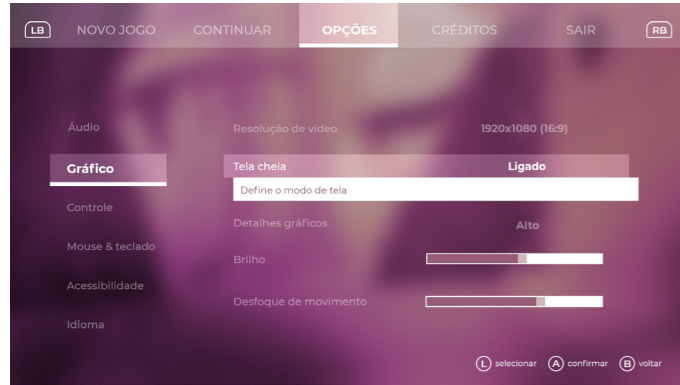 LB NOVO JOGO CONTINUAR OPÇÕES CRÉDITOS SAIR RB
Áudio
Gráfico
Controle
Mouse & teclado
Acessibilidade
Idioma
Resolução de vídeo 1920x1080 (16:9)
Tela cheia Ligado
Define o modo de tela
Detalhes gráficos Alto
Brilho
Desfoque de movimento
L selecionar A confirmar B voltar